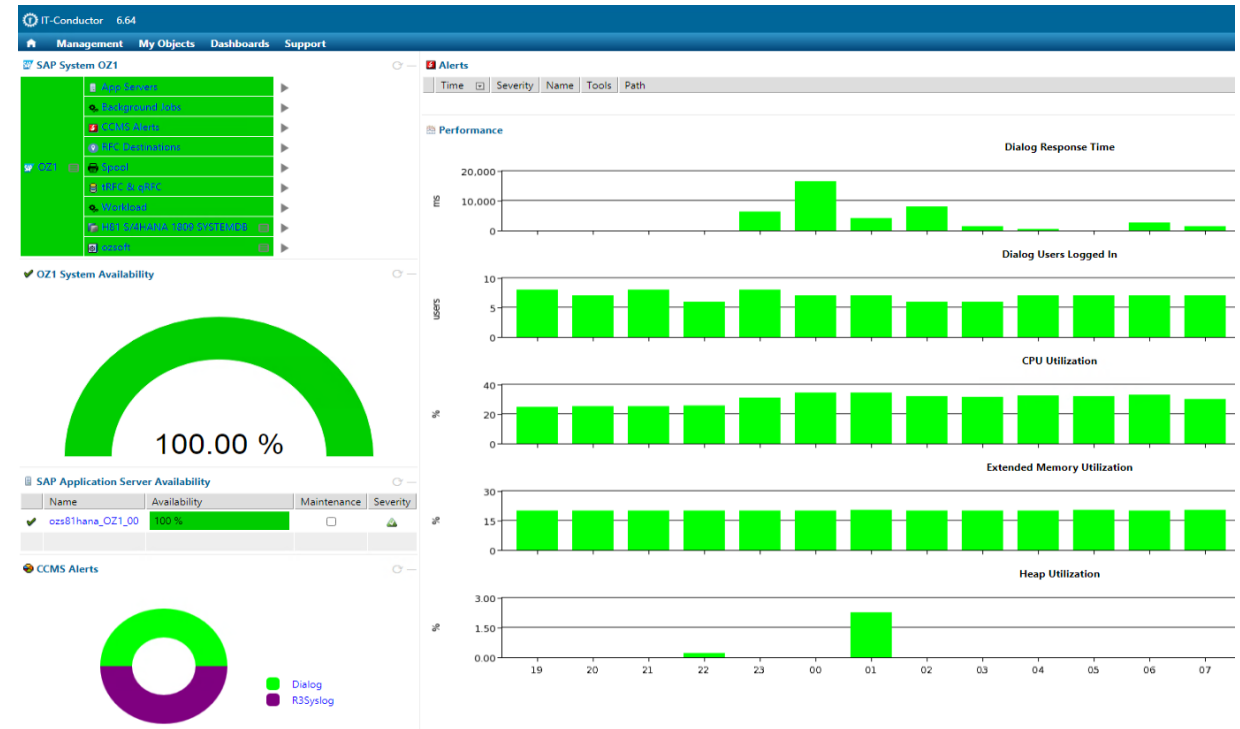 IT-Conductor 6.64
Management My Objects Dashboards Support
SAP System OZ1
OZ1
App Servers
Background Jobs
CCMS Alerts
RFC Destinations
Spool
tRFC & qRFC
Workload
H81 S/4HANA 1809 SYSTEMDB
ozsoft
OZ1 System Availability
100.00 %
SAP Application Server Availability
Name Availability Maintenance Severity
ozs81hana_OZ1_00 100 %
CCMS Alerts
Dialog
R3Syslog
Alerts
Time Severity Name Tools Path
Performance
Dialog Response Time
20,000
10,000
0
ms
Dialog Users Logged In
10
5
0
users
CPU Utilization
40
20
0
%
Extended Memory Utilization
30
15
0
%
Heap Utilization
3.00
1.50
0.00
%
19 20 21 22 23 00 01 02 03 04 05 06 07